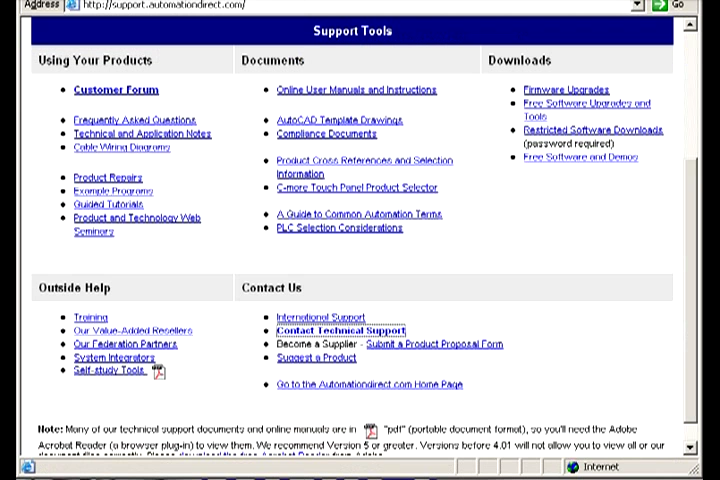 Address http://support.automationdirect.com/ Go
Support Tools
Using Your Products
Customer Forum
Frequently Asked Questions
Technical and Application Notes
Cable Wiring Diagrams
Product Repairs
Example Programs
Guided Tutorials
Product and Technology Web
Seminars
Documents
Online User Manuals and Instructions
AutoCAD Template Drawings
Compliance Documents
Product Cross References and Selection
Information
C-more Touch Panel Product Selector
A Guide to Common Automation Terms
PLC Selection Considerations
Downloads
Firmware Upgrades
Free Software Upgrades and
Tools
Restricted Software Downloads
(password required)
Free Software and Demos
Outside Help
Training
Our Value-Added Resellers
Our Federation Partners
System Integrators
Self-study Tools
Contact Us
International Support
Contact Technical Support
Become a Supplier - Submit a Product Proposal Form
Suggest a Product
Go to the Automationdirect.com Home Page
Note: Many of our technical support documents and online manuals are in "pdf" (portable document format), so you'll need the Adobe
Acrobat Reader (a browser plug-in) to view them. We recommend Version 5 or greater. Versions before 4.01 will not allow you to view all or our
Internet